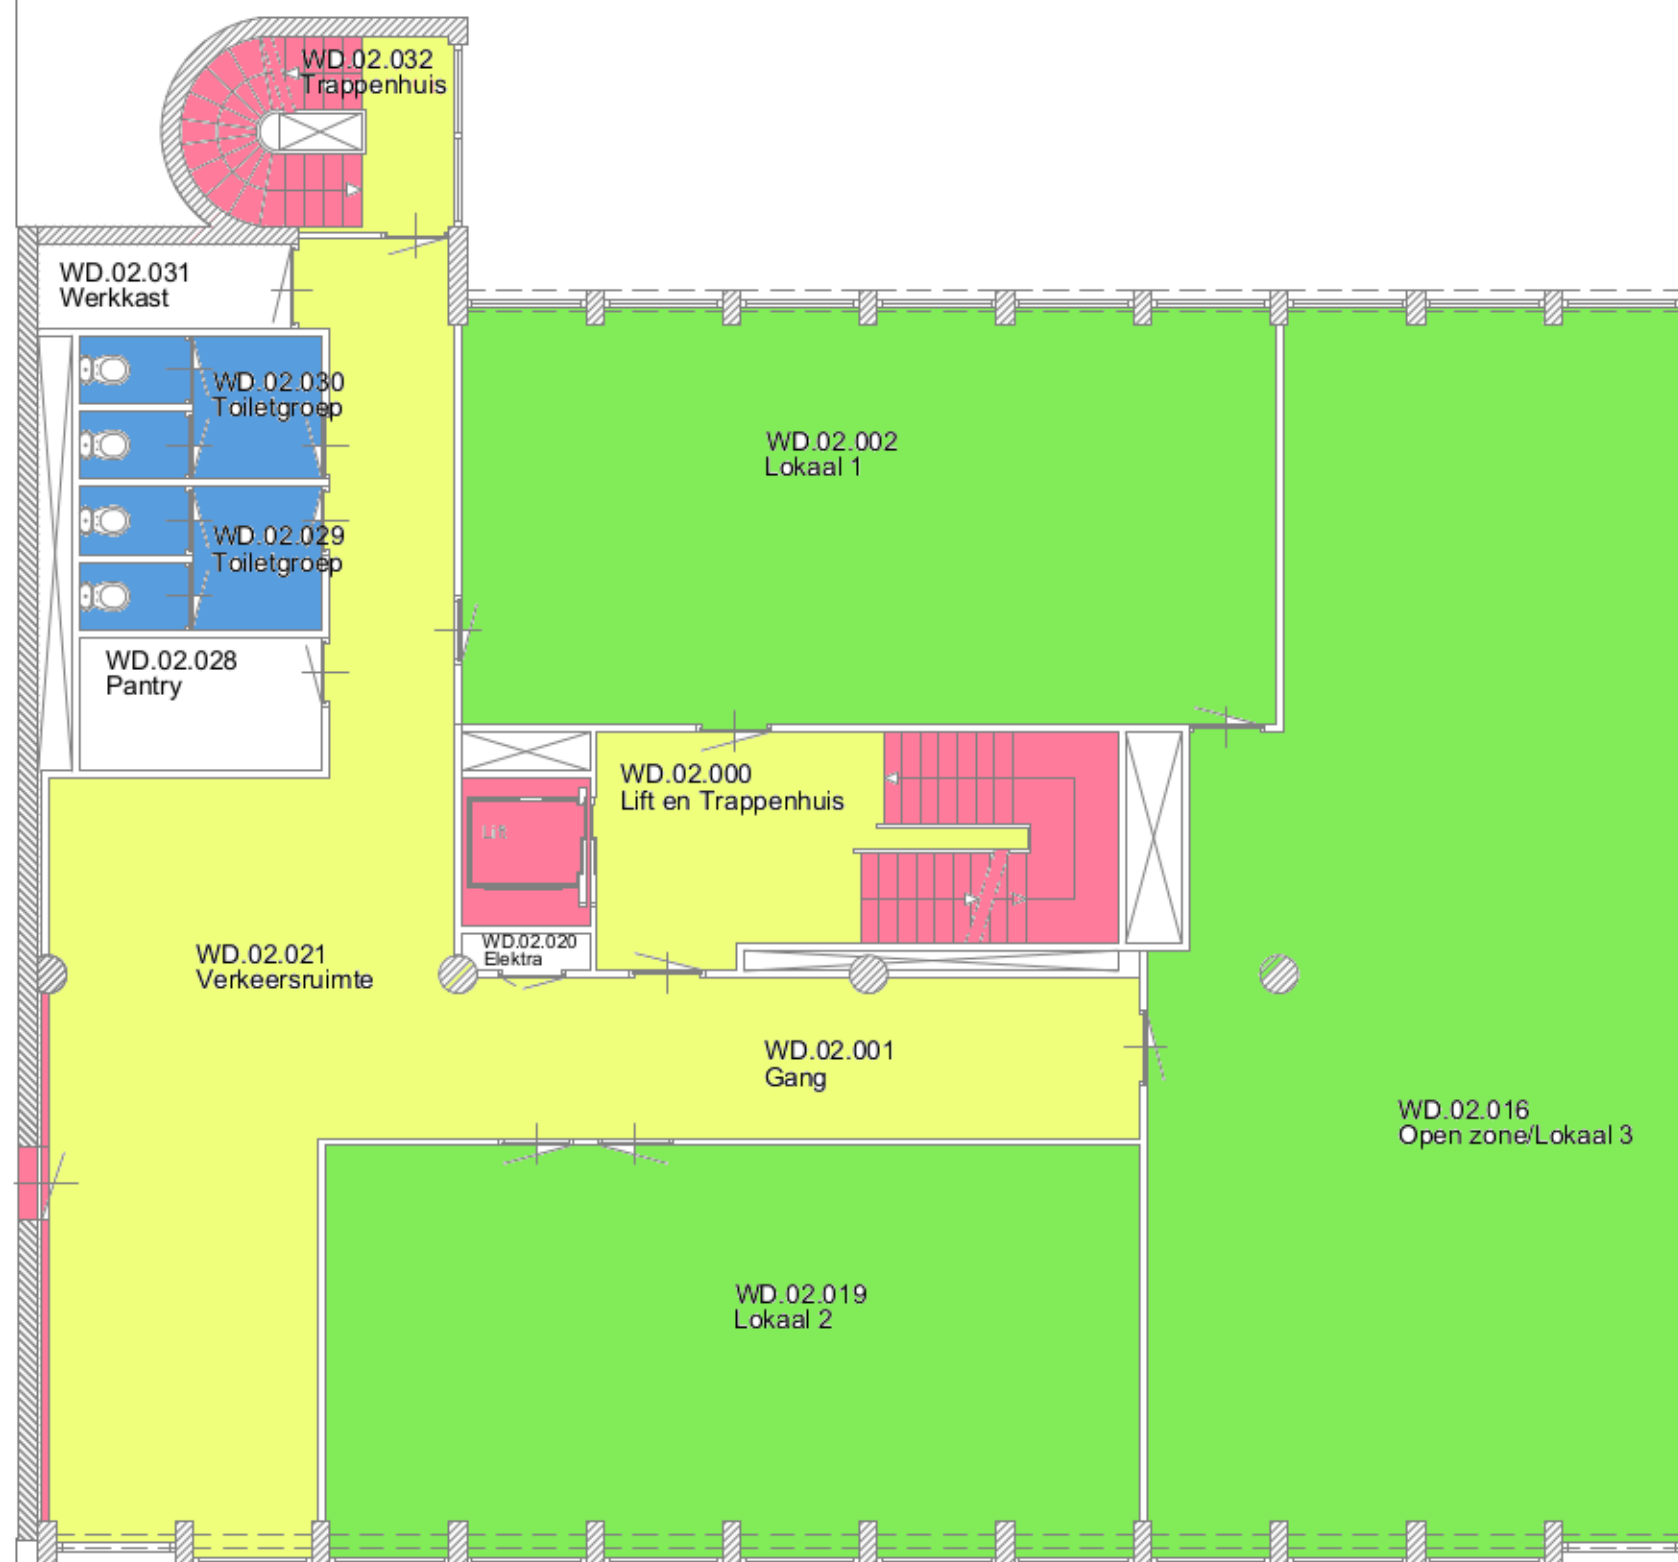 WD.02.032
Trappenhuis
WD.02.031
Werkkast
WD.02.030
Toiletgroep
WD.02.002
Lokaal 1
WD.02.029
Toiletgroep
WD.02.028
Pantry
WD.02.000
Lift en Trappenhuis
Lift
WD.02.020
Elektra
WD.02.021
Verkeersruimte
WD.02.001
Gang
WD.02.016
Open zone/Lokaal 3
WD.02.019
Lokaal 2